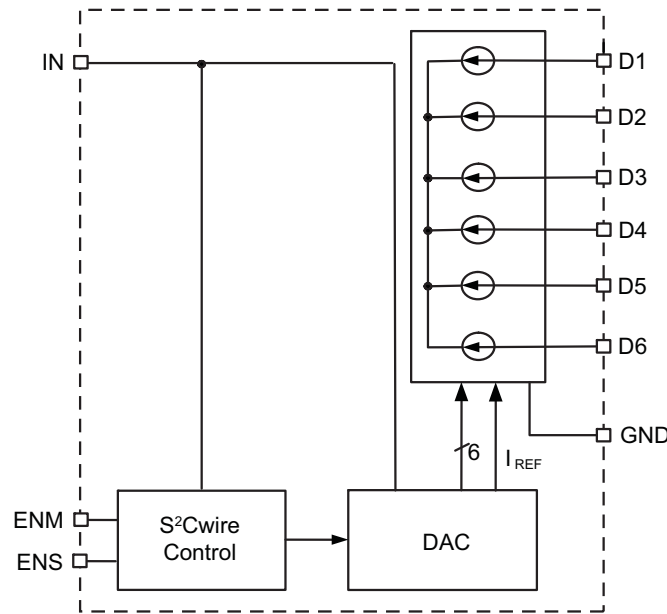 IN
D1
D2
D3
D4
D5
D6
GND
6
I REF
ENM
ENS
S²Cwire
Control
DAC